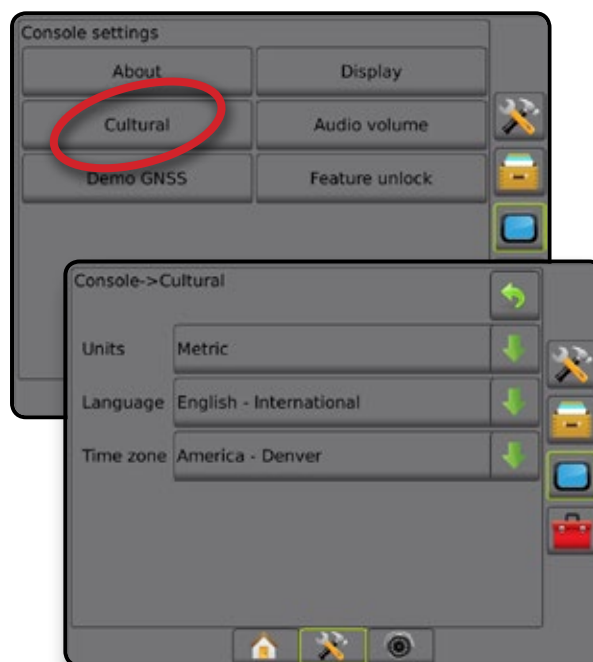 Console settings
About Display
Cultural Audio volume
Demo GNSS Feature unlock
Console->Cultural
Units Metric
Language English - International
Time zone America - Denver